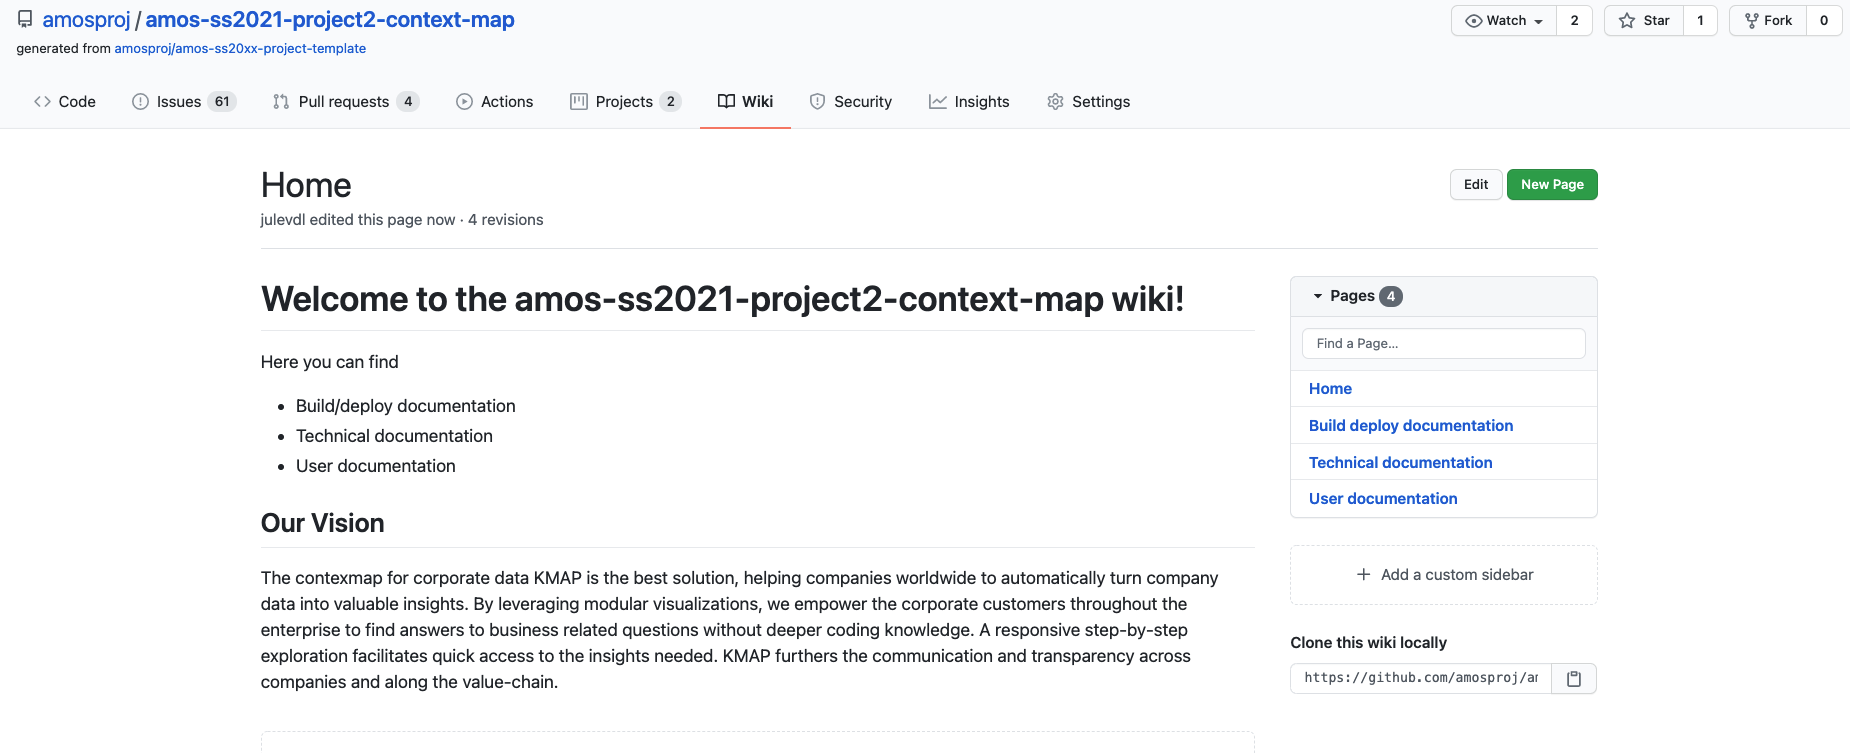 amosproj / amos-ss2021-project2-context-map
Watch 2 Star 1 Fork 0
generated from amosproj/amos-ss20xx-project-template
Code Issues 61 Pull requests 4 Actions Projects 2 Wiki Security Insights Settings
Home
Edit New Page
julevdl edited this page now · 4 revisions
Welcome to the amos-ss2021-project2-context-map wiki!
Here you can find
• Build/deploy documentation
• Technical documentation
• User documentation
Our Vision
The contexmap for corporate data KMAP is the best solution, helping companies worldwide to automatically turn company
data into valuable insights. By leveraging modular visualizations, we empower the corporate customers throughout the
enterprise to find answers to business related questions without deeper coding knowledge. A responsive step-by-step
exploration facilitates quick access to the insights needed. KMAP furthers the communication and transparency across
companies and along the value-chain.
Pages 4
Find a Page...
Home
Build deploy documentation
Technical documentation
User documentation
+ Add a custom sidebar
Clone this wiki locally
https://github.com/amosproj/a